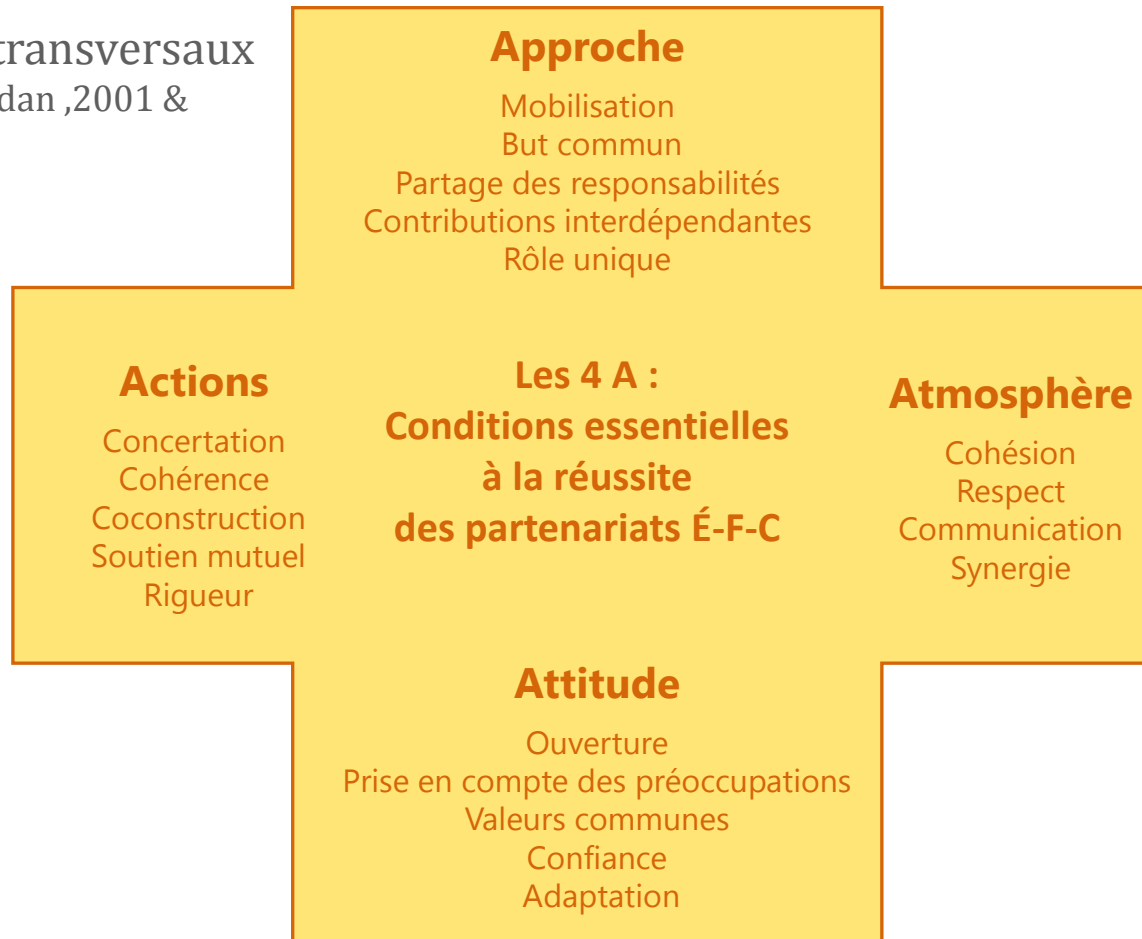 transversaux
dan ,2001 &
Approche
Mobilisation
But commun
Partage des responsabilités
Contributions interdépendantes
Rôle unique
Actions
Concertation
Cohérence
Coconstruction
Soutien mutuel
Rigueur
Les 4 A :
Conditions essentielles
à la réussite
des partenariats É-F-C
Atmosphère
Cohésion
Respect
Communication
Synergie
Attitude
Ouverture
Prise en compte des préoccupations
Valeurs communes
Confiance
Adaptation